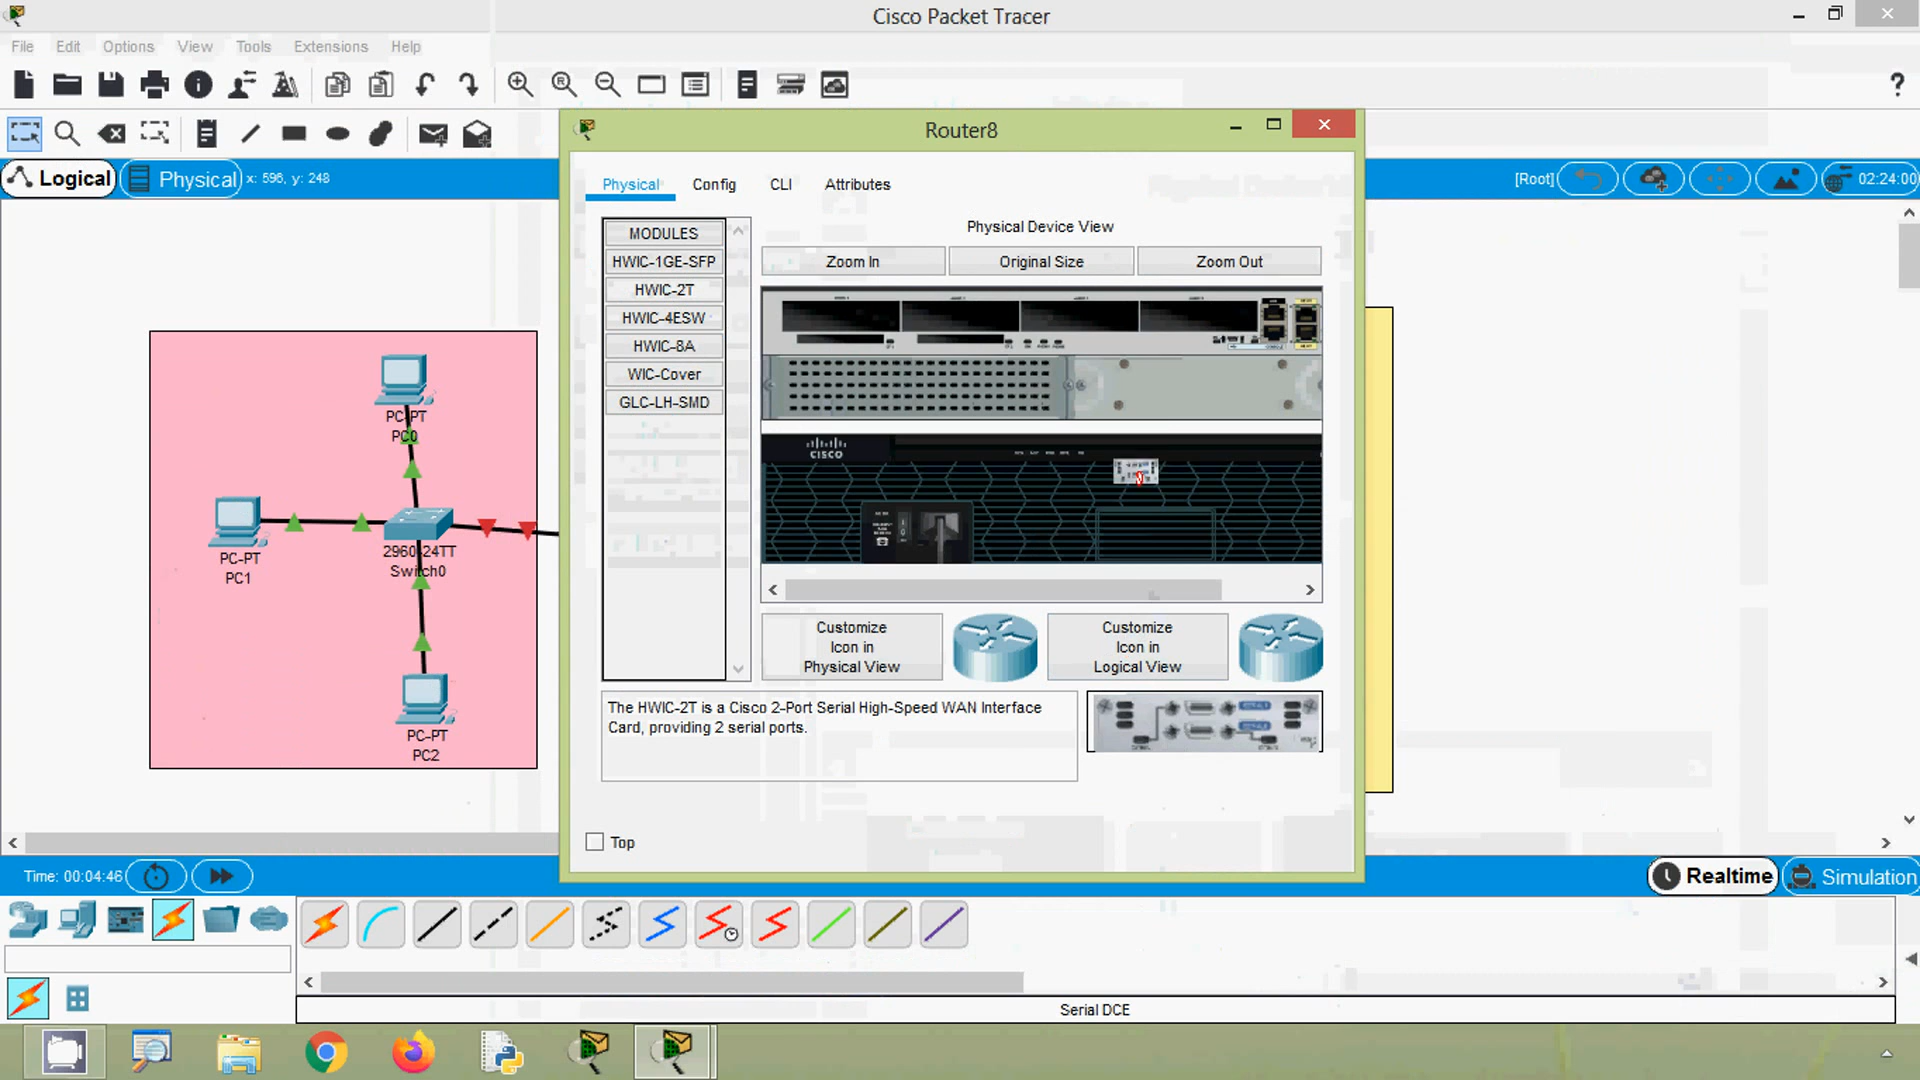 Cisco Packet Tracer
File Edit Options View Tools Extensions Help
Logical Physical x: 596, y: 248
[Root] 02:24:00
Router8
Physical Config CLI Attributes
MODULES
HWIC-1GE-SFP
HWIC-2T
HWIC-4ESW
HWIC-8A
WIC-Cover
GLC-LH-SMD
Physical Device View
Zoom In Original Size Zoom Out
CISCO
Customize
Icon in
Physical View
Customize
Icon in
Logical View
The HWIC-2T is a Cisco 2-Port Serial High-Speed WAN Interface
Card, providing 2 serial ports.
Top
PC-PT
PC0
PC-PT
PC1
2960-24TT
Switch0
PC-PT
PC2
Time: 00:04:46
Realtime Simulation
Serial DCE